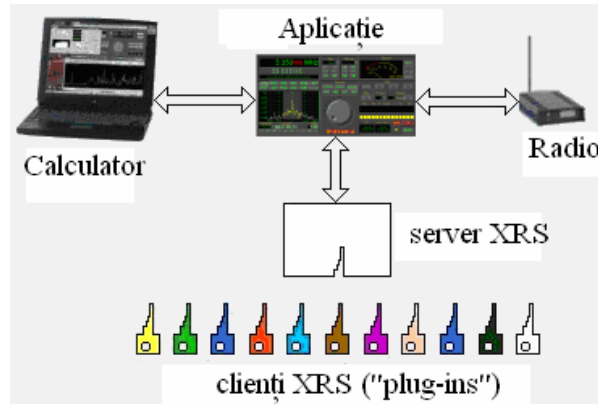 Aplicație
Calculator
Radio
server XRS
clienți XRS ("plug-ins")